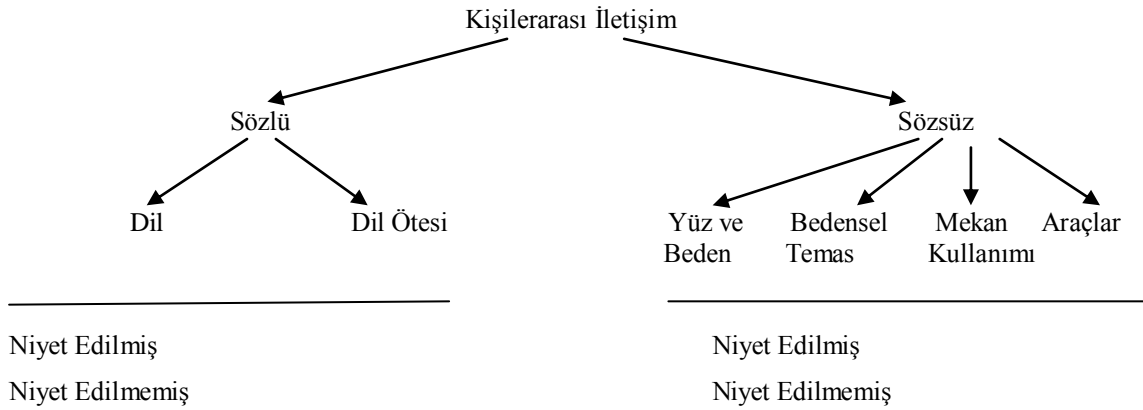 Kişilerarası İletişim
Sözlü Sözsüz
Dil Dil Ötesi Yüz ve Bedensel Mekan Araçlar
Beden Temas Kullanımı
Niyet Edilmiş Niyet Edilmiş
Niyet Edilmemiş Niyet Edilmemiş